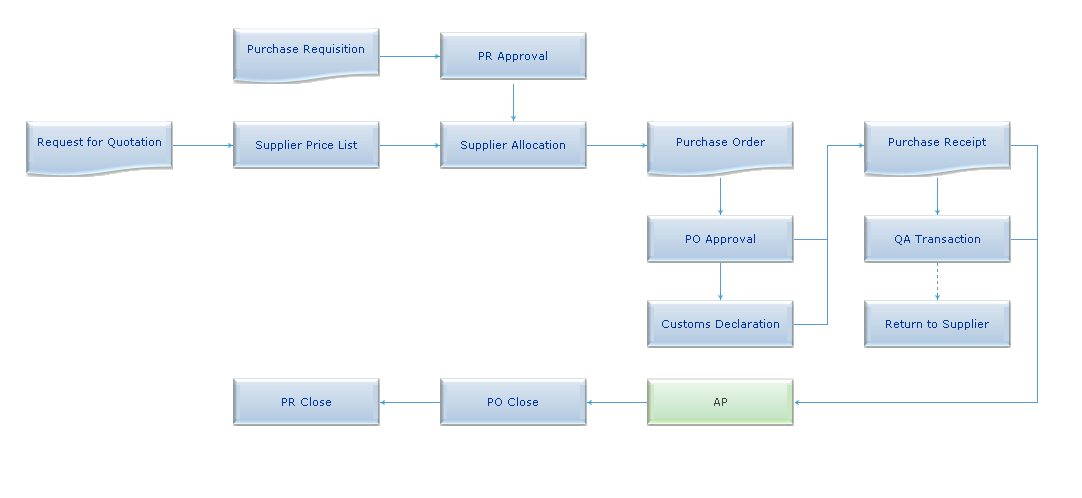 Purchase Requisition
PR Approval
Request for Quotation
Supplier Price List
Supplier Allocation
Purchase Order
Purchase Receipt
PO Approval
QA Transaction
Customs Declaration
Return to Supplier
PR Close
PO Close
AP